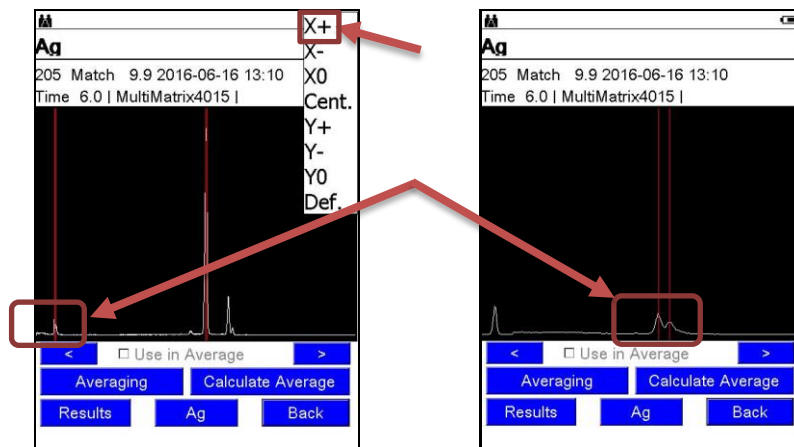 X+
X-
X0
Cent.
Y+
Y-
Y0
Def.
Ag
205 Match 9.9 2016-06-16 13:10
Time 6.0 | MultiMatrix4015 |
< Use in Average >
Averaging Calculate Average
Results Ag Back
Ag
205 Match 9.9 2016-06-16 13:10
Time 6.0 | MultiMatrix4015 |
< Use in Average >
Averaging Calculate Average
Results Ag Back